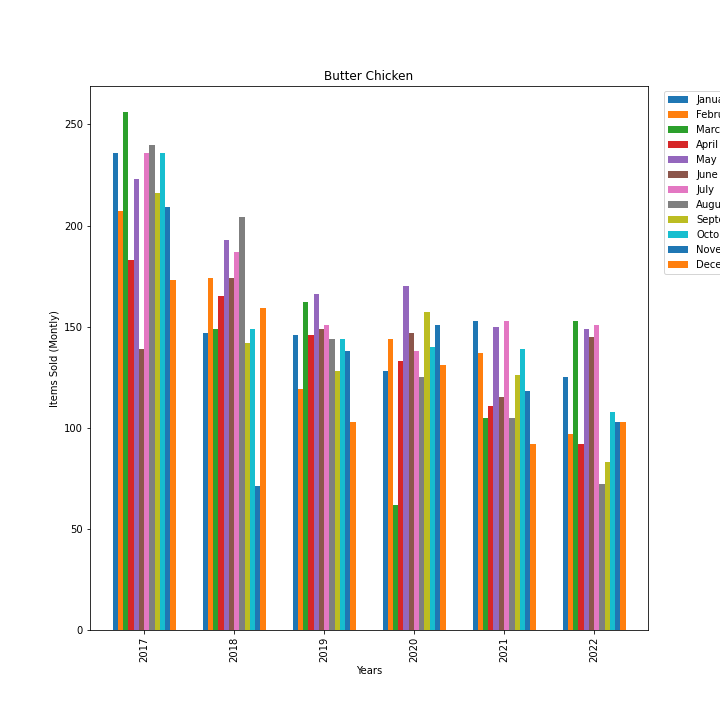 Butter Chicken
Janua
Febru
Marc
April
May
June
July
Augu
Septe
Octo
Nove
Dece
250
200
150
100
50
0
Items Sold (Montly)
2017
2018
2019
2020
2021
2022
Years